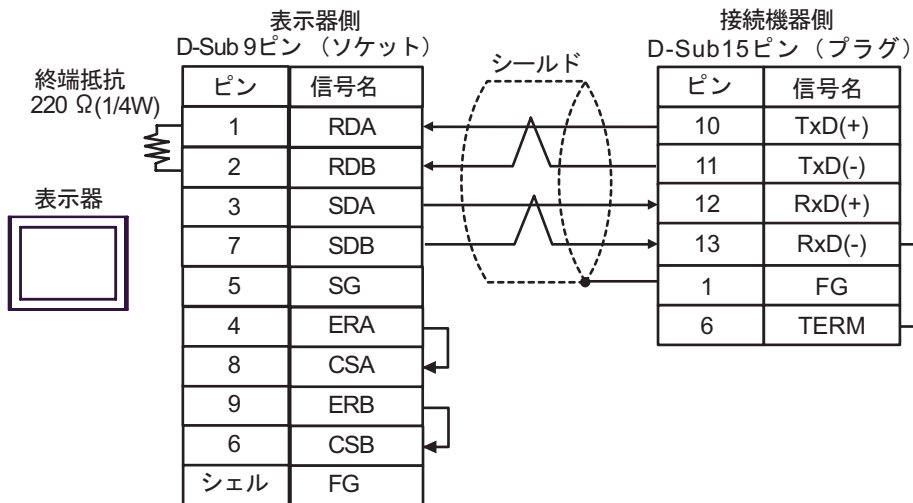 表示器側
D-Sub 9ピン （ソケット）
接続機器側
D-Sub15ピン（プラグ）
終端抵抗
220 Ω(1/4W)
シールド
表示器
ピン 信号名
1 RDA
2 RDB
3 SDA
7 SDB
5 SG
4 ERA
8 CSA
9 ERB
6 CSB
シェル FG
ピン 信号名
10 TxD(+)
11 TxD(-)
12 RxD(+)
13 RxD(-)
1 FG
6 TERM